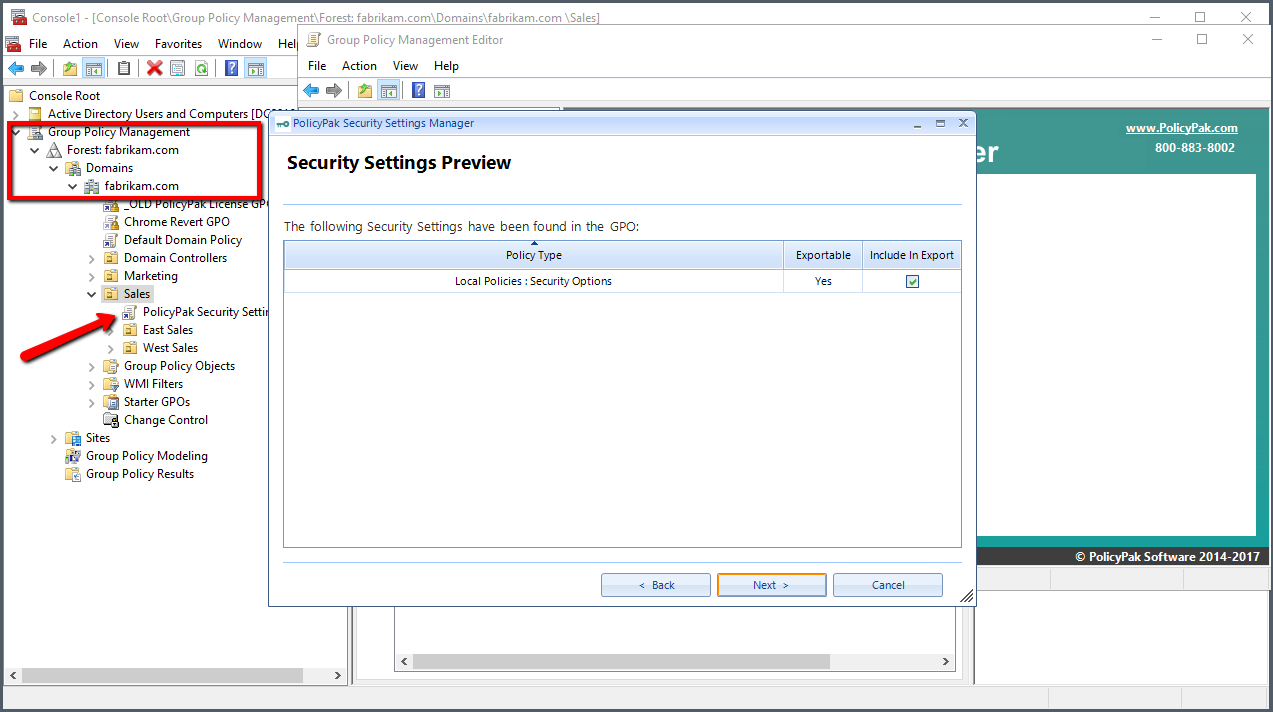 Console1 - [Console Root\Group Policy Management\Forest: fabrikam.com\Domains\fabrikam.com \Sales]
File Action View Favorites Window Help
Group Policy Management Editor
File Action View Help
Console Root
Active Directory Users and Computers
Group Policy Management
Forest: fabrikam.com
Domains
fabrikam.com
_OLD PolicyPak License GPO
Chrome Revert GPO
Default Domain Policy
Domain Controllers
Marketing
Sales
PolicyPak Security Settin
East Sales
West Sales
Group Policy Objects
WMI Filters
Starter GPOs
Change Control
Sites
Group Policy Modeling
Group Policy Results
PolicyPak Security Settings Manager
Security Settings Preview
The following Security Settings have been found in the GPO:
Policy Type Exportable Include In Export
Local Policies : Security Options Yes
< Back Next > Cancel
www.PolicyPak.com
800-883-8002
er
© PolicyPak Software 2014-2017